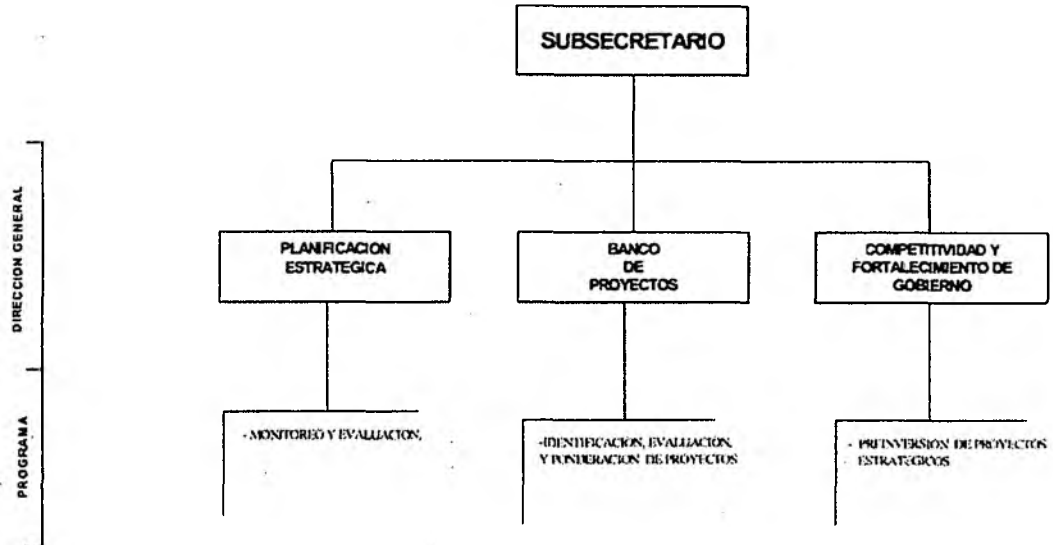 SUBSECRETARIO
DIRECCION GENERAL
PLANIFICACION
ESTRATEGICA
BANCO
DE
PROYECTOS
COMPETITIVIDAD Y
FORTALECIMIENTO DE
GOBIERNO
PROGRAMA
- MONITOREO Y EVALUACION,
-IDENTIFICACION, EVALUACION,
Y PONDERACION DE PROYECTOS
- PREINVERSION DE PROYECTOS
ESTRATEGICOS